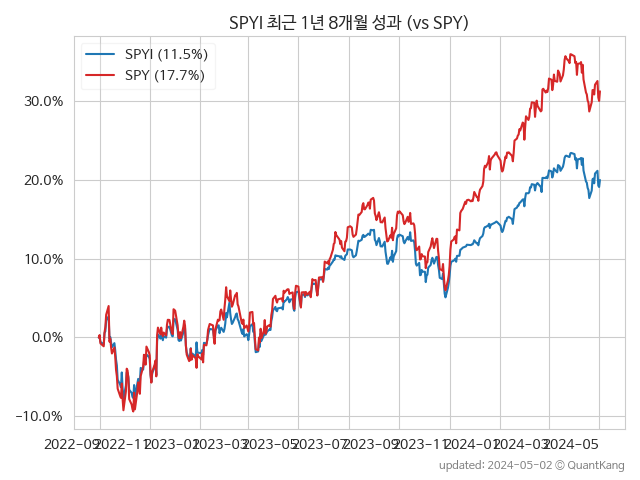 SPYI 최근 1년 8개월 성과 (vs SPY)
SPYI (11.5%)
SPY (17.7%)
30.0%
20.0%
10.0%
0.0%
−10.0%
2022-09 2022-11 2023-01 2023-03 2023-05 2023-07 2023-09 2023-11 2024-01 2024-03 2024-05
updated: 2024-05-02 © QuantKang